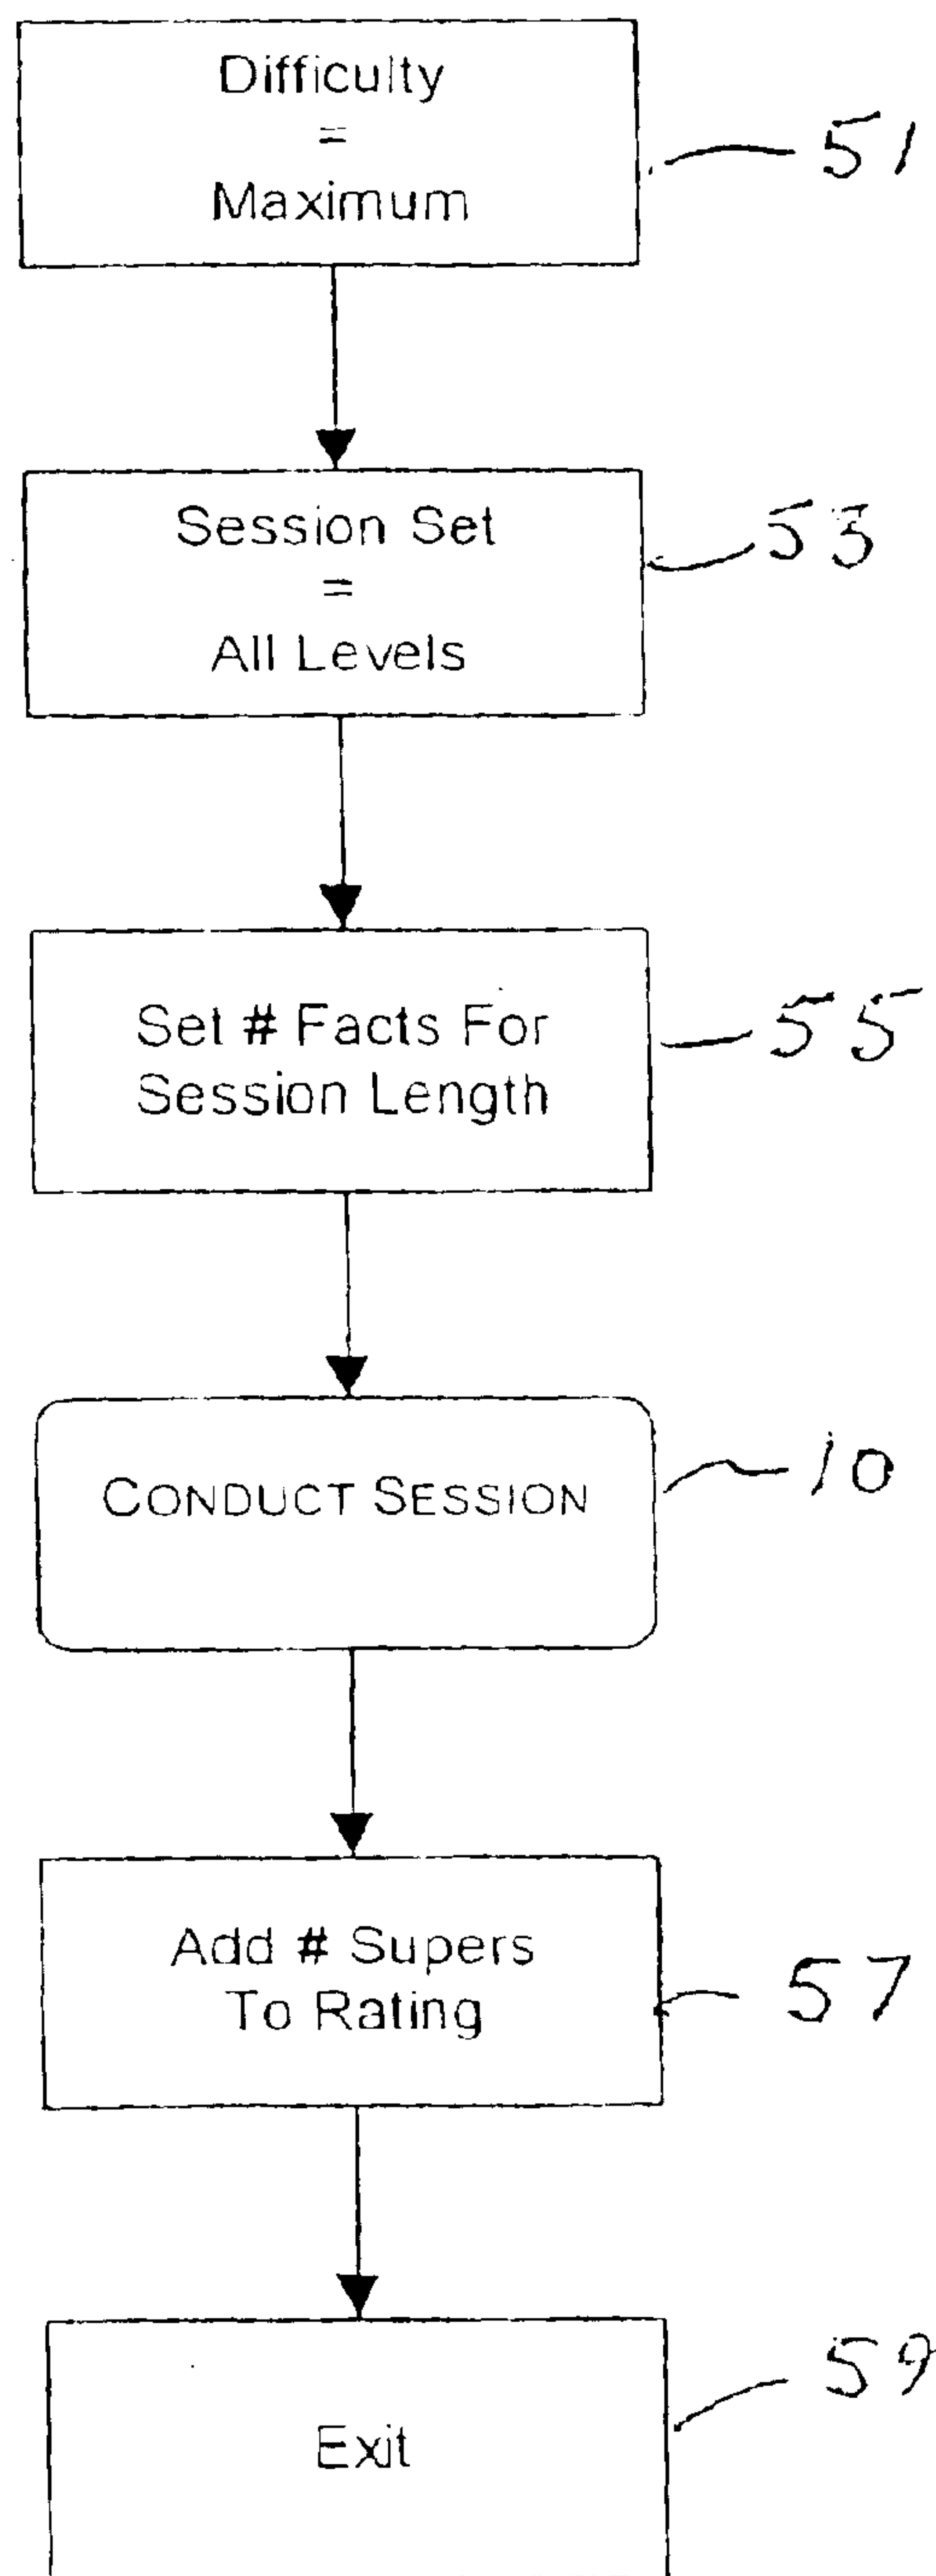 Difficulty
=
Maximum
51
Session Set
=
All Levels
53
Set # Facts For
Session Length
55
CONDUCT SESSION
10
Add # Supers
To Rating
57
Exit
59